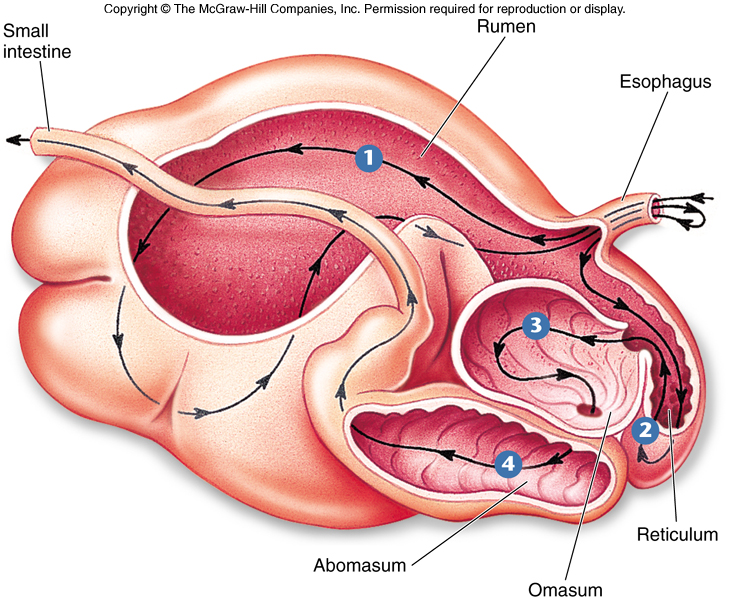 Copyright © The McGraw-Hill Companies, Inc. Permission required for reproduction or display.
Small
intestine
Rumen
Esophagus
1
3
2
4
Reticulum
Abomasum
Omasum